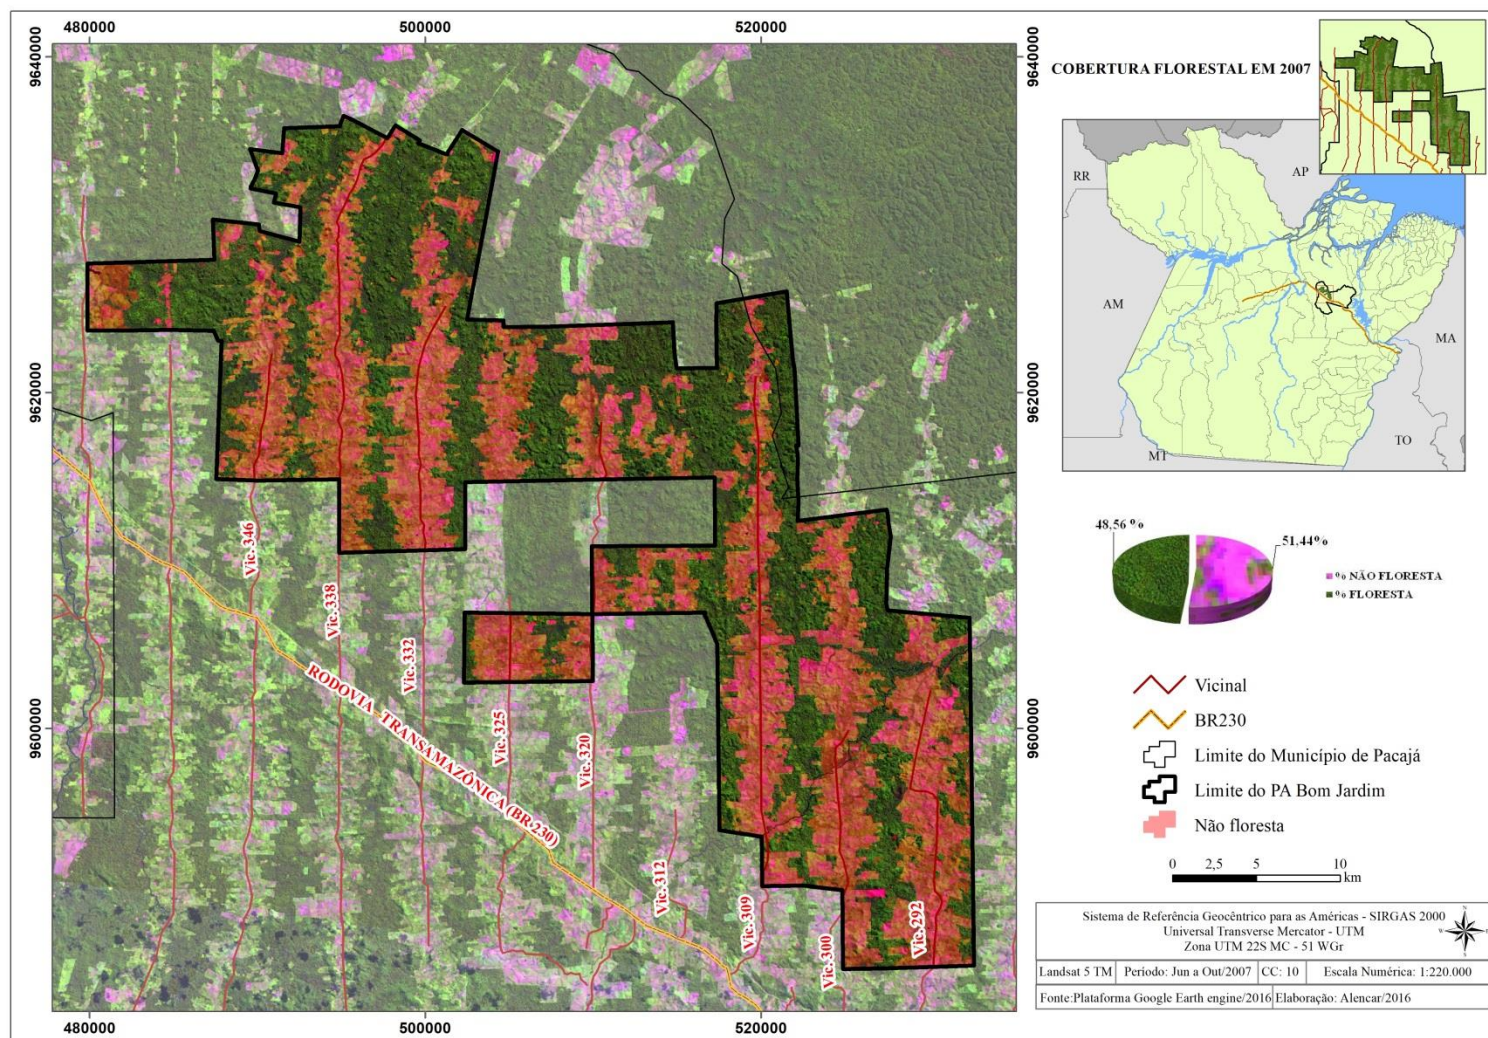 480000
500000
520000
9640000
9640000
COBERTURA FLORESTAL EM 2007
RR
AP
AM
MA
TO
MT
9620000
9620000
48,56 %
51,44%
% NÃO FLORESTA
% FLORESTA
Vic. 346
Vic. 338
Vic. 332
Vic. 325
Vic. 320
Vic. 312
Vic. 309
Vic. 300
Vic. 292
RODOVIA TRANSAMAZÔNICA (BR 230)
9600000
9600000
Vicinal
BR230
Limite do Município de Pacajá
Limite do PA Bom Jardim
Não floresta
0 2,5 5 10
km
Sistema de Referência Geocêntrico para as Américas - SIRGAS 2000
Universal Transverse Mercator - UTM
Zona UTM 22S MC - 51 WGr
Landsat 5 TM Período: Jun a Out/2007 CC: 10 Escala Numérica: 1:220.000
Fonte:Plataforma Google Earth engine/2016 Elaboração: Alencar/2016
480000
500000
520000